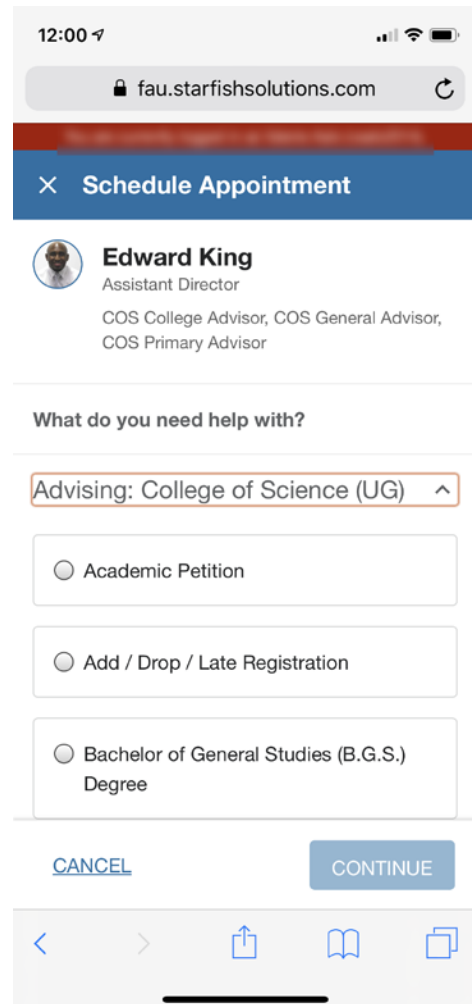 12:00
fau.starfishsolutions.com
Schedule Appointment
Edward King
Assistant Director
COS College Advisor, COS General Advisor,
COS Primary Advisor
What do you need help with?
Advising: College of Science (UG)
Academic Petition
Add / Drop / Late Registration
Bachelor of General Studies (B.G.S.)
Degree
CANCEL
CONTINUE